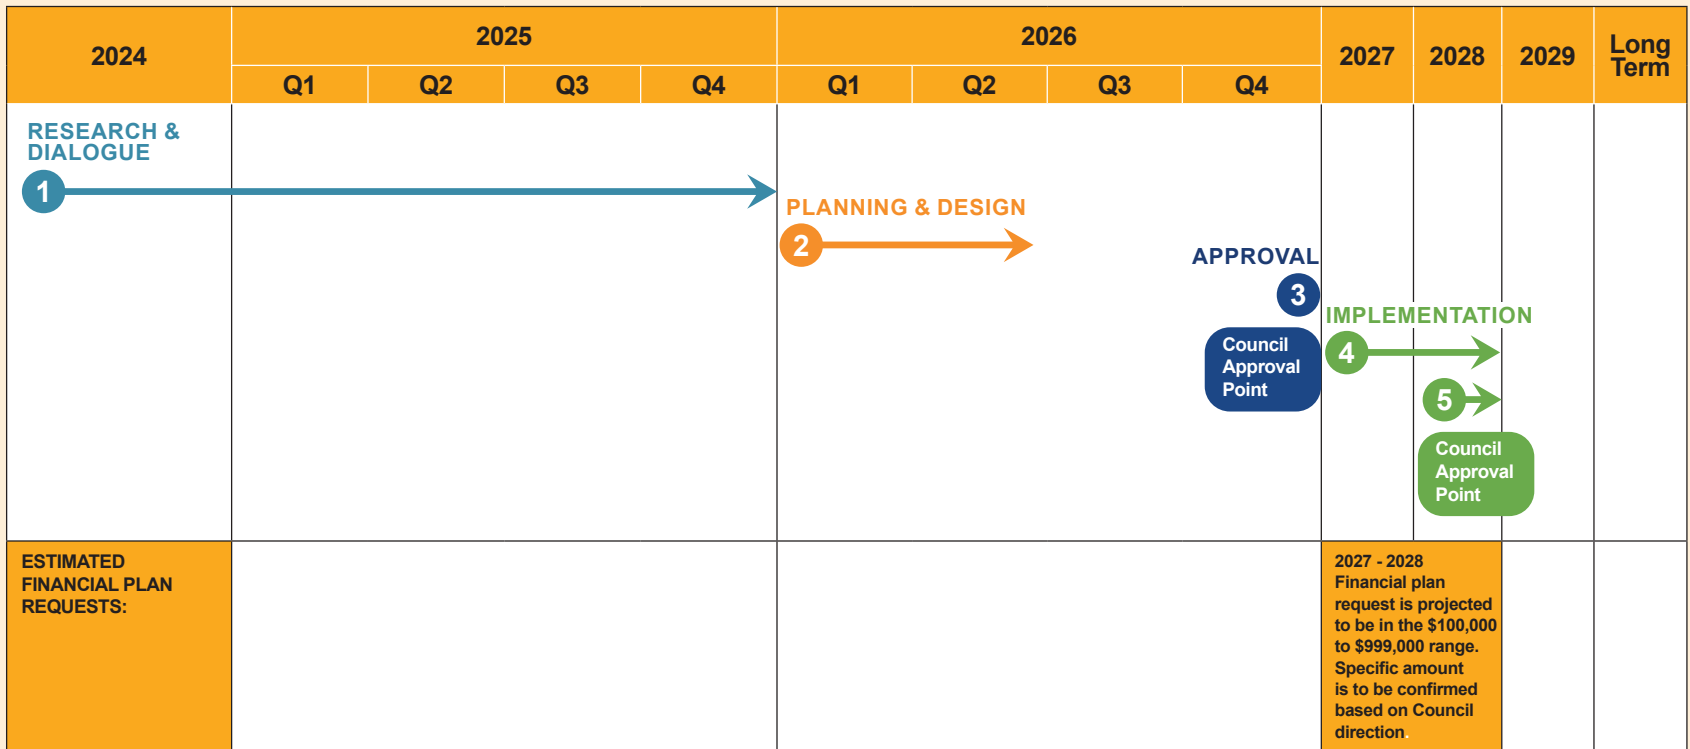 2024
2025
2026
2027
2028
2029
Long
Term
Q1
Q2
Q3
Q4
Q1
Q2
Q3
Q4
RESEARCH &
DIALOGUE
1
PLANNING & DESIGN
2
APPROVAL
3
Council
Approval
Point
IMPLEMENTATION
4
5
Council
Approval
Point
ESTIMATED
FINANCIAL PLAN
REQUESTS:
2027 - 2028
Financial plan
request is projected
to be in the $100,000
to $999,000 range.
Specific amount
is to be confirmed
based on Council
direction.